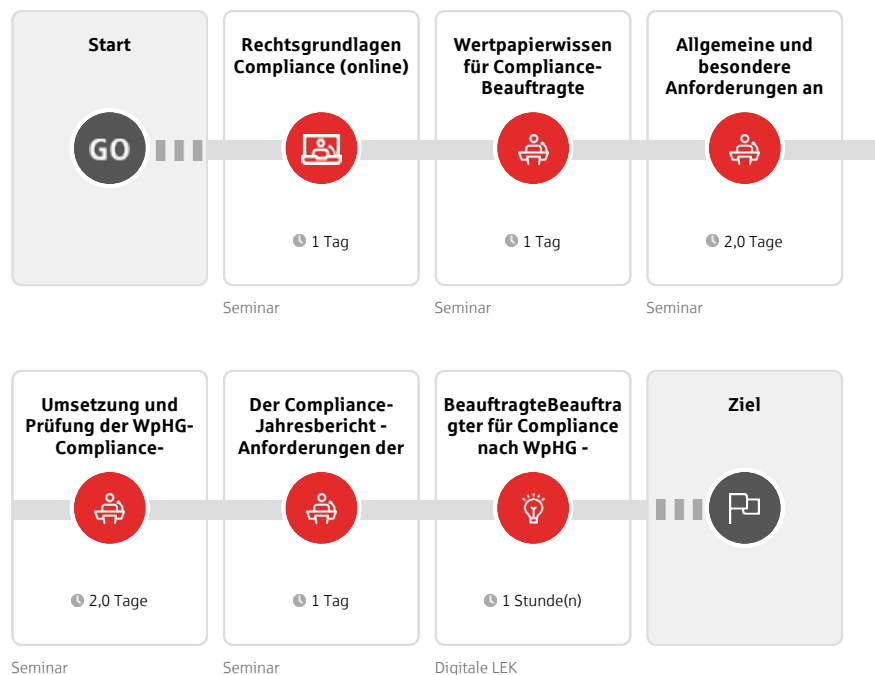 Start
GO
Rechtsgrundlagen
Compliance (online)
1 Tag
Seminar
Wertpapierwissen
für Compliance-
Beauftragte
1 Tag
Seminar
Allgemeine und
besondere
Anforderungen an
2,0 Tage
Seminar
Umsetzung und
Prüfung der WpHG-
Compliance-
2,0 Tage
Seminar
Der Compliance-
Jahresbericht -
Anforderungen der
1 Tag
Seminar
BeauftragteBeauftra
gter für Compliance
nach WpHG -
1 Stunde(n)
Digitale LEK
Ziel